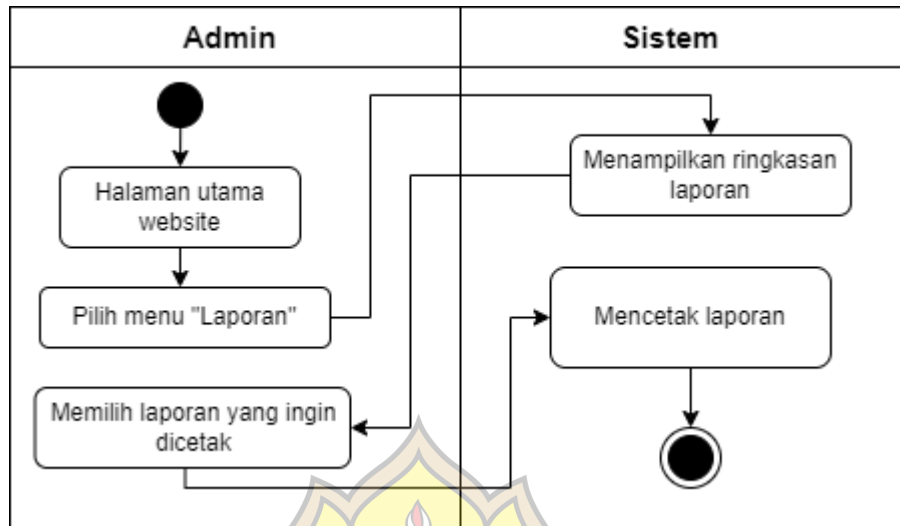 Admin
Sistem
Halaman utama
website
Pilih menu "Laporan"
Menampilkan ringkasan
laporan
Memilih laporan yang ingin
dicetak
Mencetak laporan